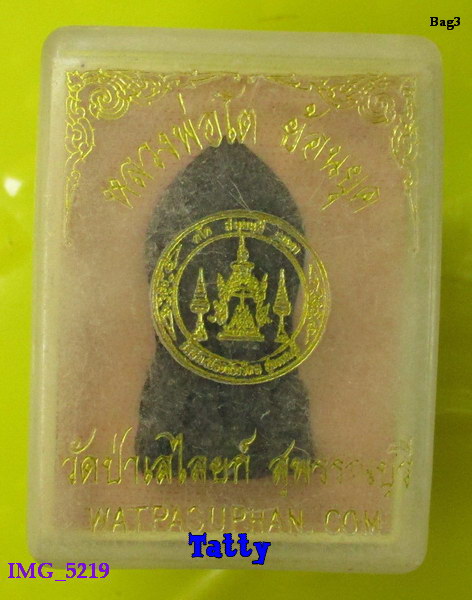 Bag3
หลวงพ่อโต ย้อนยุค
วัดป่าเลไลยก์ สุพรรณบุรี
WATPASUPHAN.COM
Tatty
IMG_5219